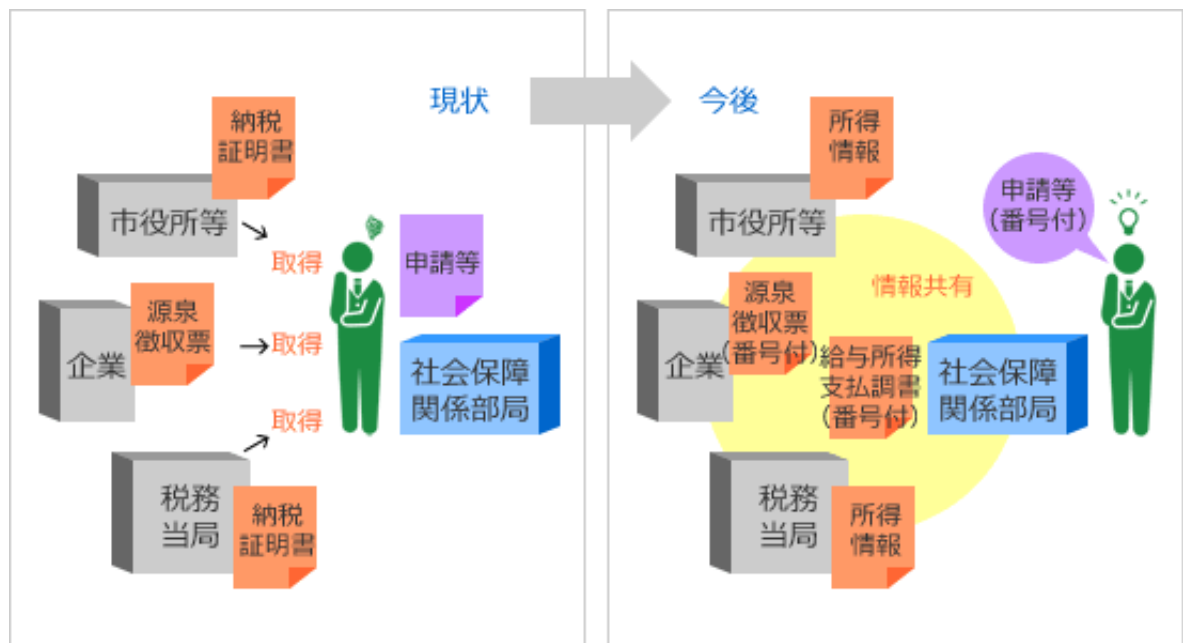 現状
納税
証明書
市役所等
取得
申請等
源泉
徴収票
企業
取得
社会保障
関係部局
取得
税務
当局
納税
証明書
今後
所得
情報
市役所等
申請等
(番号付)
情報共有
源泉
徴収票
(番号付)
企業
給与所得
支払調書
(番号付)
社会保障
関係部局
税務
当局
所得
情報